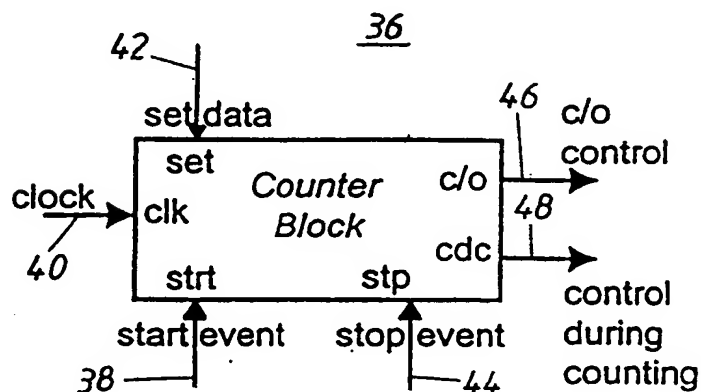 42
36
46
c/o
control
set data
set
Counter
Block
c/o
clock
clk
48
40
cdc
strt
stp
control
during
counting
start event
stop event
38
44